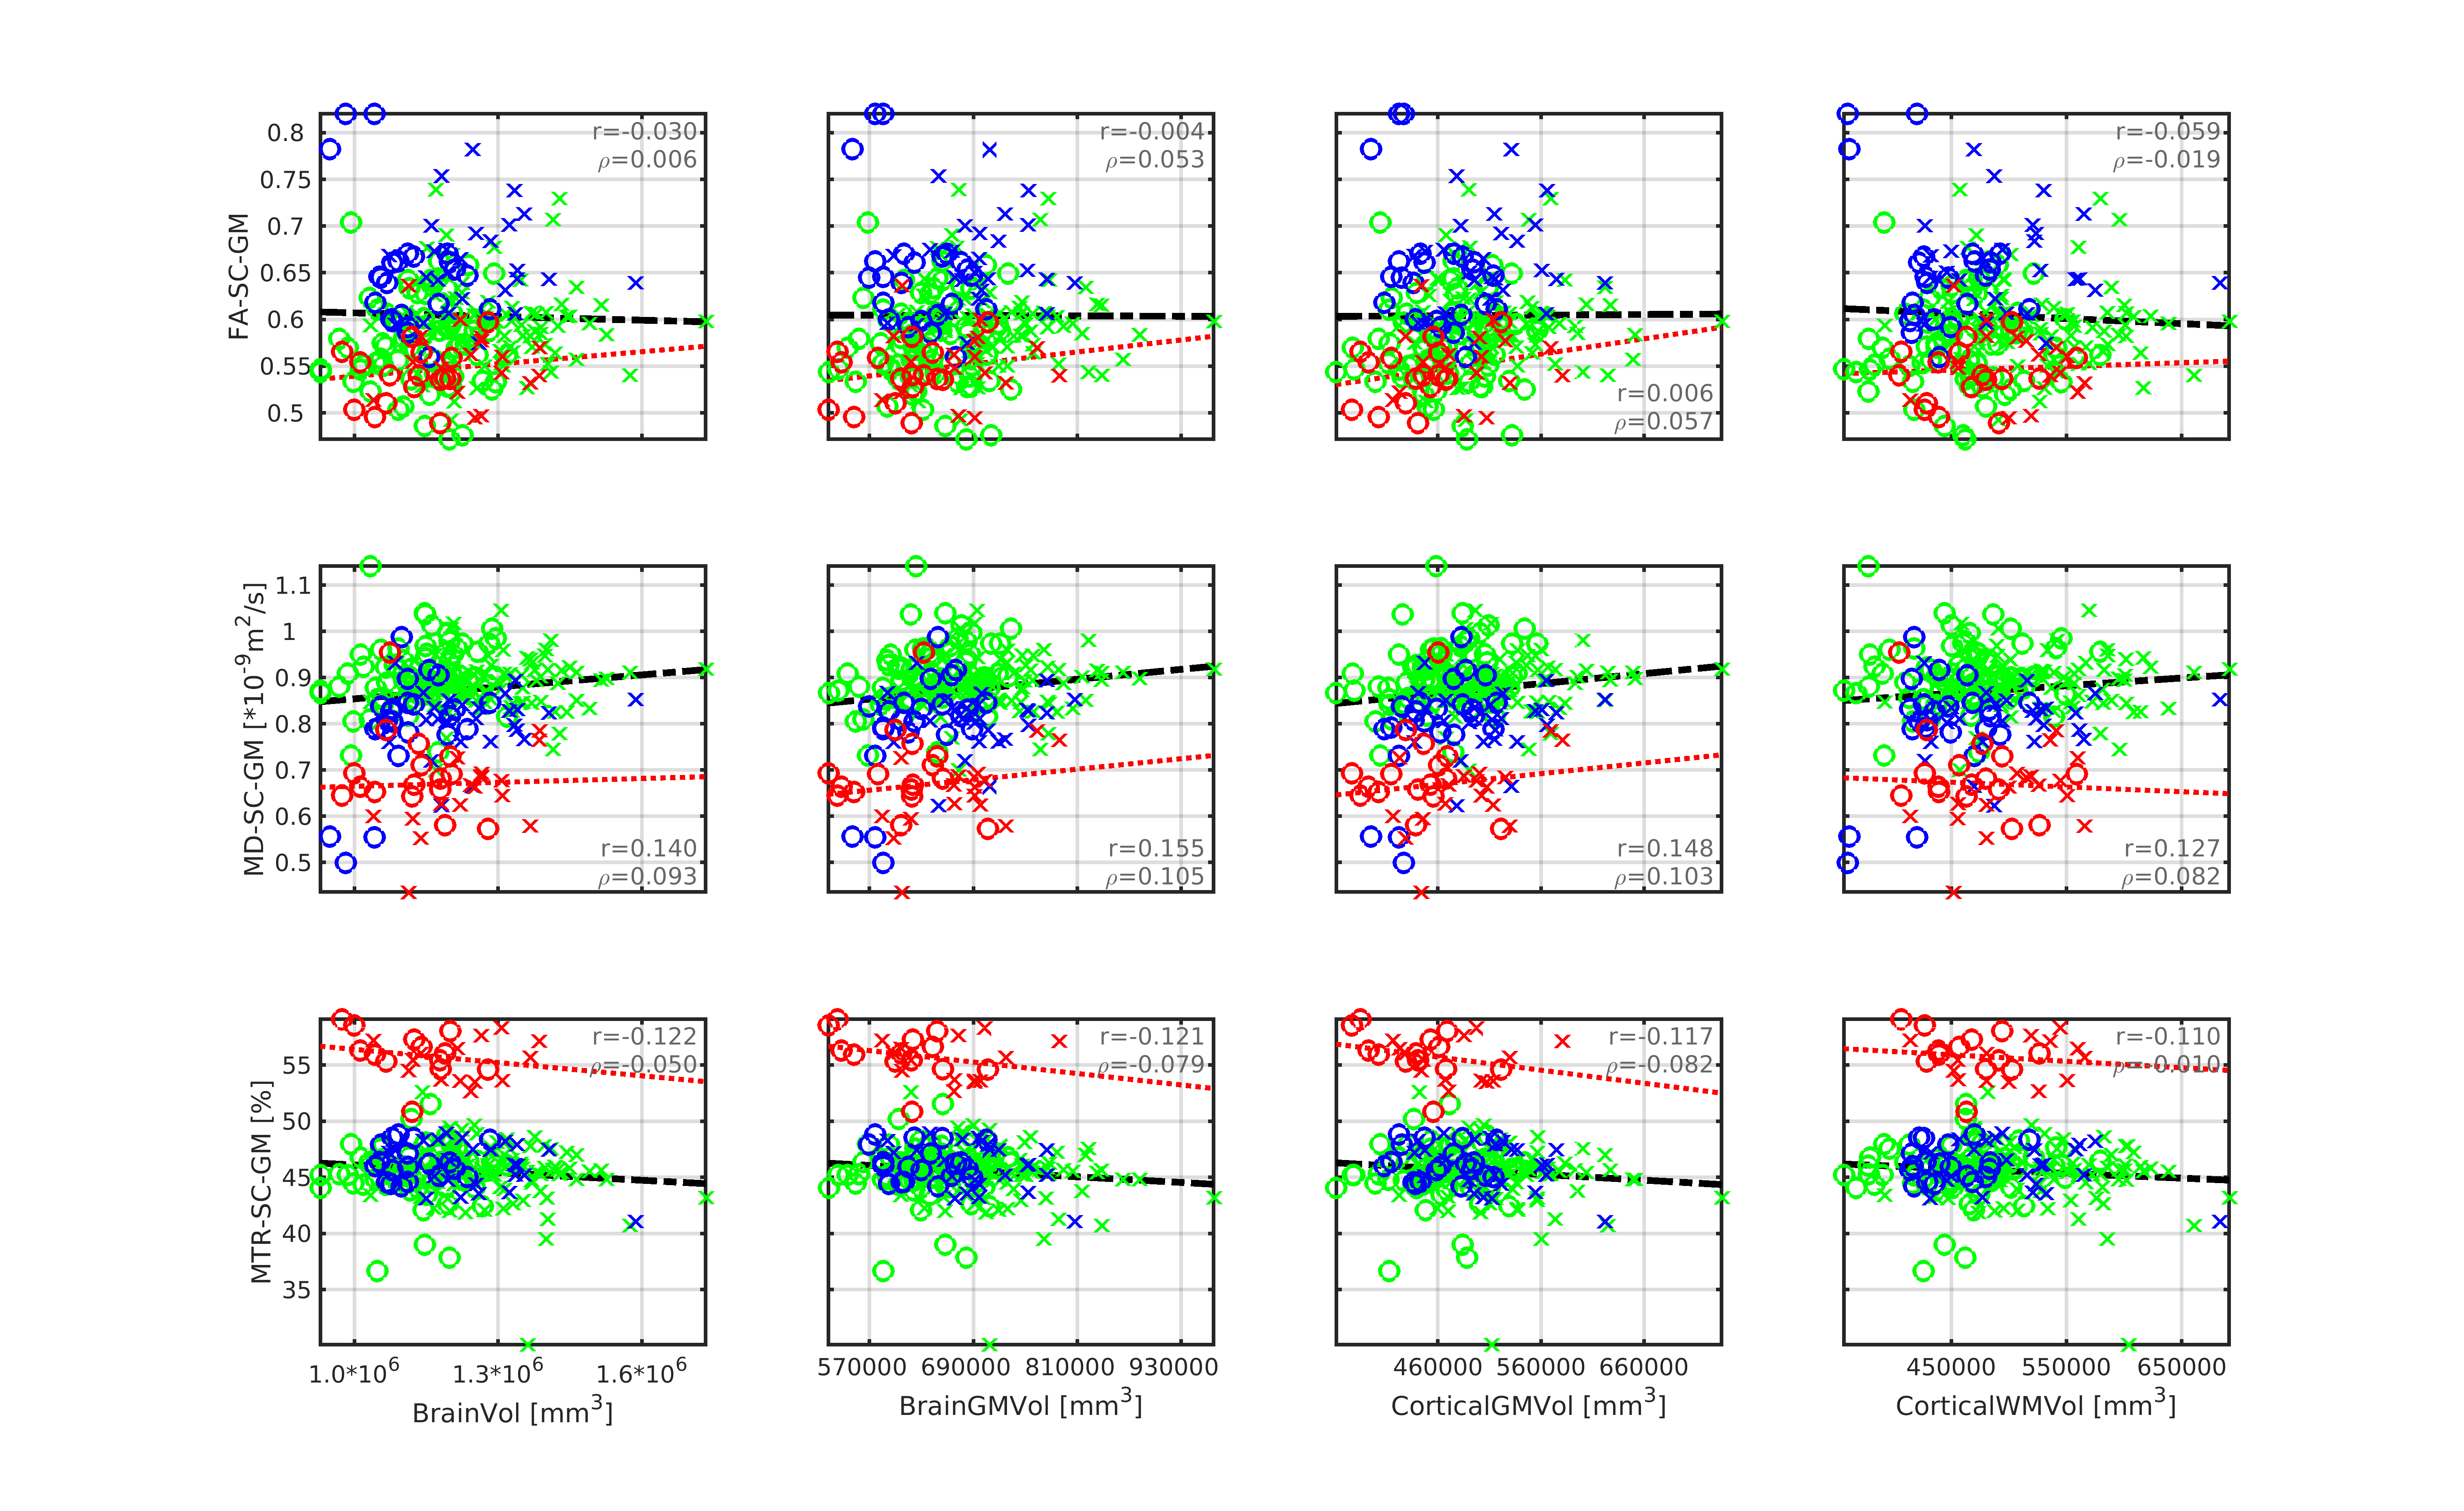 FA-SC-GM
0.8
0.75
0.7
0.65
0.6
0.55
0.5
r=-0.030
ρ=0.006
r=-0.004
ρ=0.053
r=0.006
ρ=0.057
r=-0.059
ρ=-0.019
MD-SC-GM [*10⁻⁹m²/s]
1.1
1
0.9
0.8
0.7
0.6
0.5
r=0.140
ρ=0.093
r=0.155
ρ=0.105
r=0.148
ρ=0.103
r=0.127
ρ=0.082
MTR-SC-GM [%]
55
50
45
40
35
r=-0.122
ρ=-0.050
r=-0.121
ρ=-0.079
r=-0.117
ρ=-0.082
r=-0.110
ρ=-0.010
1.0*10⁶ 1.3*10⁶ 1.6*10⁶
BrainVol [mm³]
570000 690000 810000 930000
BrainGMVol [mm³]
460000 560000 660000
CorticalGMVol [mm³]
450000 550000 650000
CorticalWMVol [mm³]